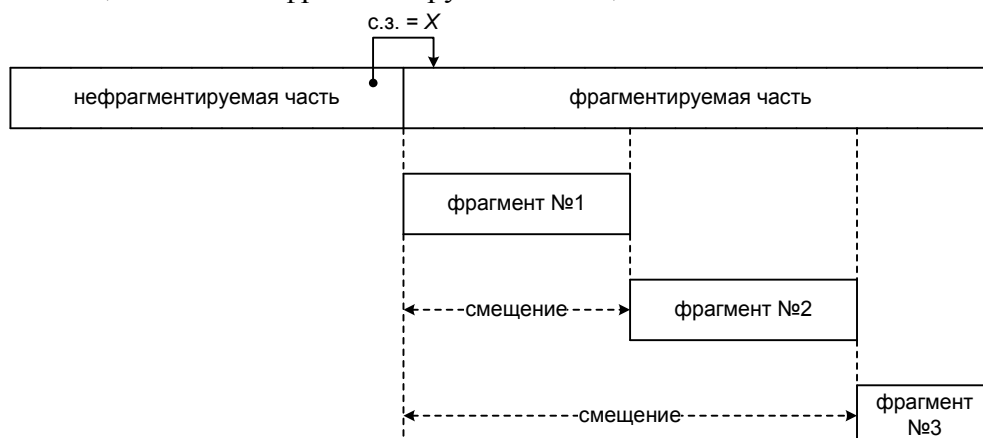 с.з. = X
нефрагментируемая часть
фрагментируемая часть
фрагмент №1
смещение
фрагмент №2
смещение
фрагмент
№3